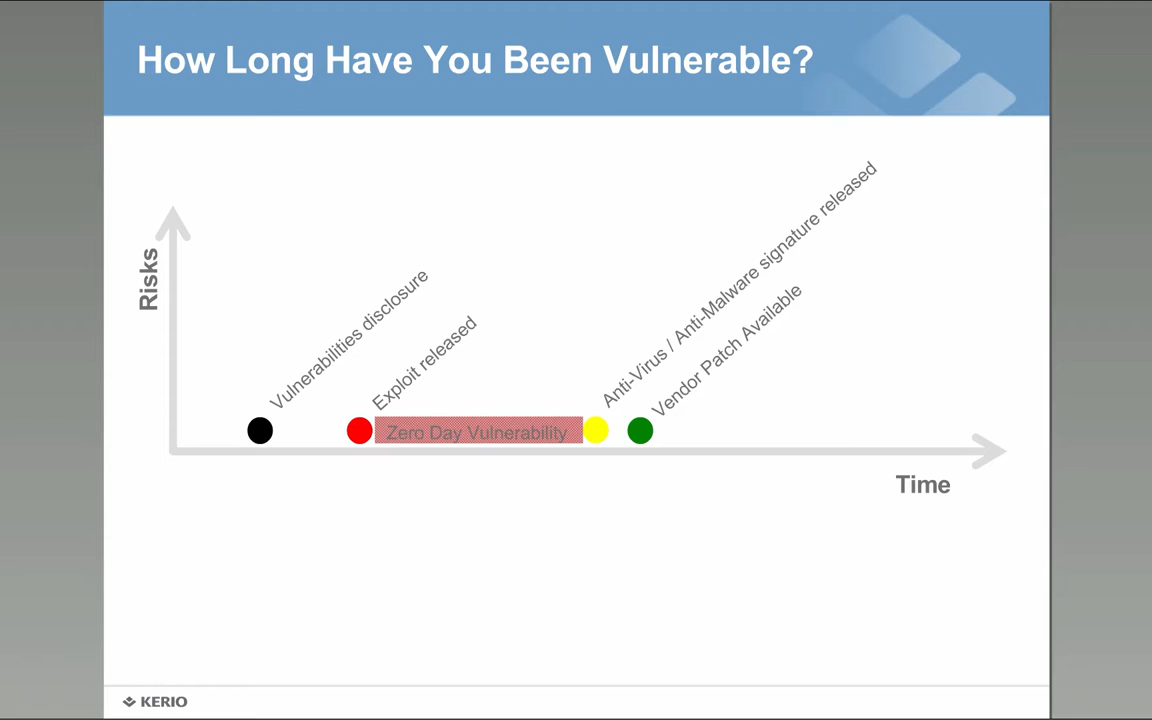 How Long Have You Been Vulnerable?
Risks
Vulnerabilities disclosure
Exploit released
Anti-Virus / Anti-Malware signature released
Vendor Patch Available
Zero Day Vulnerability
Time
KERIO